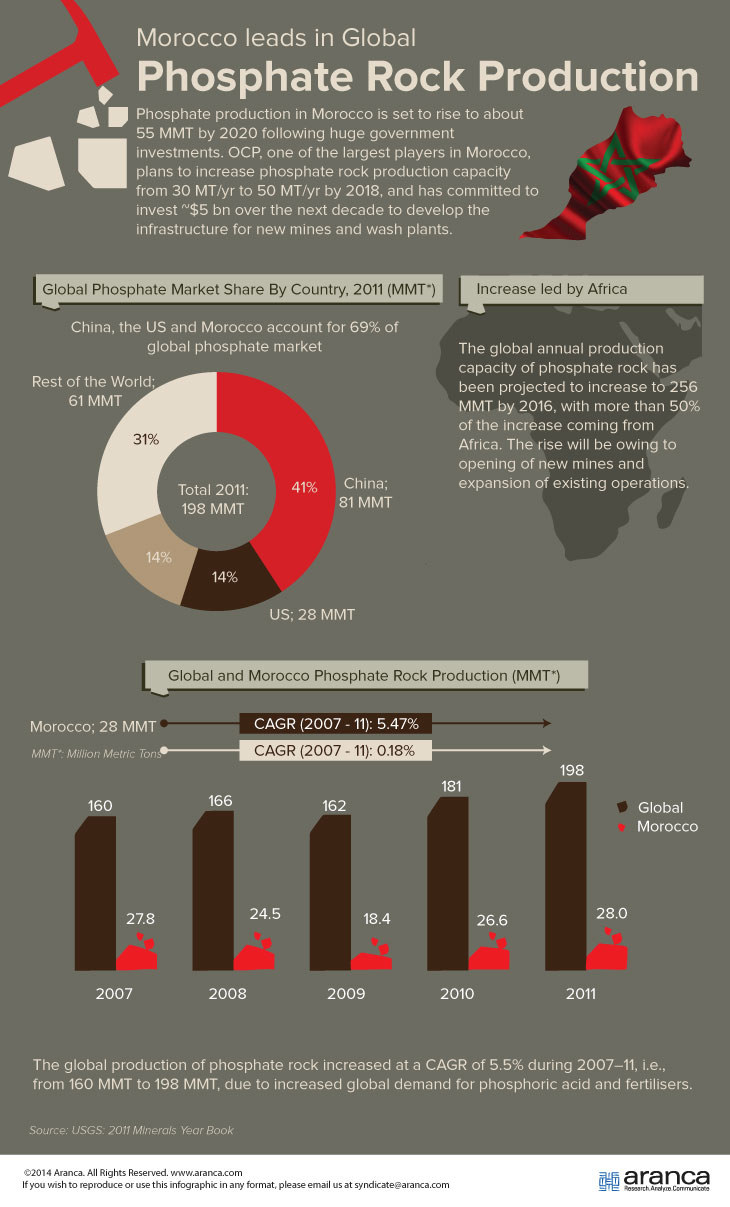 Morocco leads in Global
Phosphate Rock Production
Phosphate production in Morocco is set to rise to about
55 MMT by 2020 following huge government
investments. OCP, one of the largest players in Morocco,
plans to increase phosphate rock production capacity
from 30 MT/yr to 50 MT/yr by 2018, and has committed to
invest ~$5 bn over the next decade to develop the
infrastructure for new mines and wash plants.
Global Phosphate Market Share By Country, 2011 (MMT*)
China, the US and Morocco account for 69% of
global phosphate market
Rest of the World;
61 MMT
31%
41%
China;
81 MMT
Total 2011:
198 MMT
14%
14%
US; 28 MMT
Increase led by Africa
The global annual production
capacity of phosphate rock has
been projected to increase to 256
MMT by 2016, with more than 50%
of the increase coming from
Africa. The rise will be owing to
opening of new mines and
expansion of existing operations.
Global and Morocco Phosphate Rock Production (MMT*)
Morocco; 28 MMT
CAGR (2007 - 11): 5.47%
MMT*: Million Metric Tons
CAGR (2007 - 11): 0.18%
160
166
162
181
198
Global
Morocco
27.8
24.5
18.4
26.6
28.0
2007
2008
2009
2010
2011
The global production of phosphate rock increased at a CAGR of 5.5% during 2007–11, i.e.,
from 160 MMT to 198 MMT, due to increased global demand for phosphoric acid and fertilisers.
Source: USGS: 2011 Minerals Year Book
©2014 Aranca. All Rights Reserved. www.aranca.com
If you wish to reproduce or use this infographic in any format, please email us at syndicate@aranca.com
aranca
Research.Analyze.Communicate